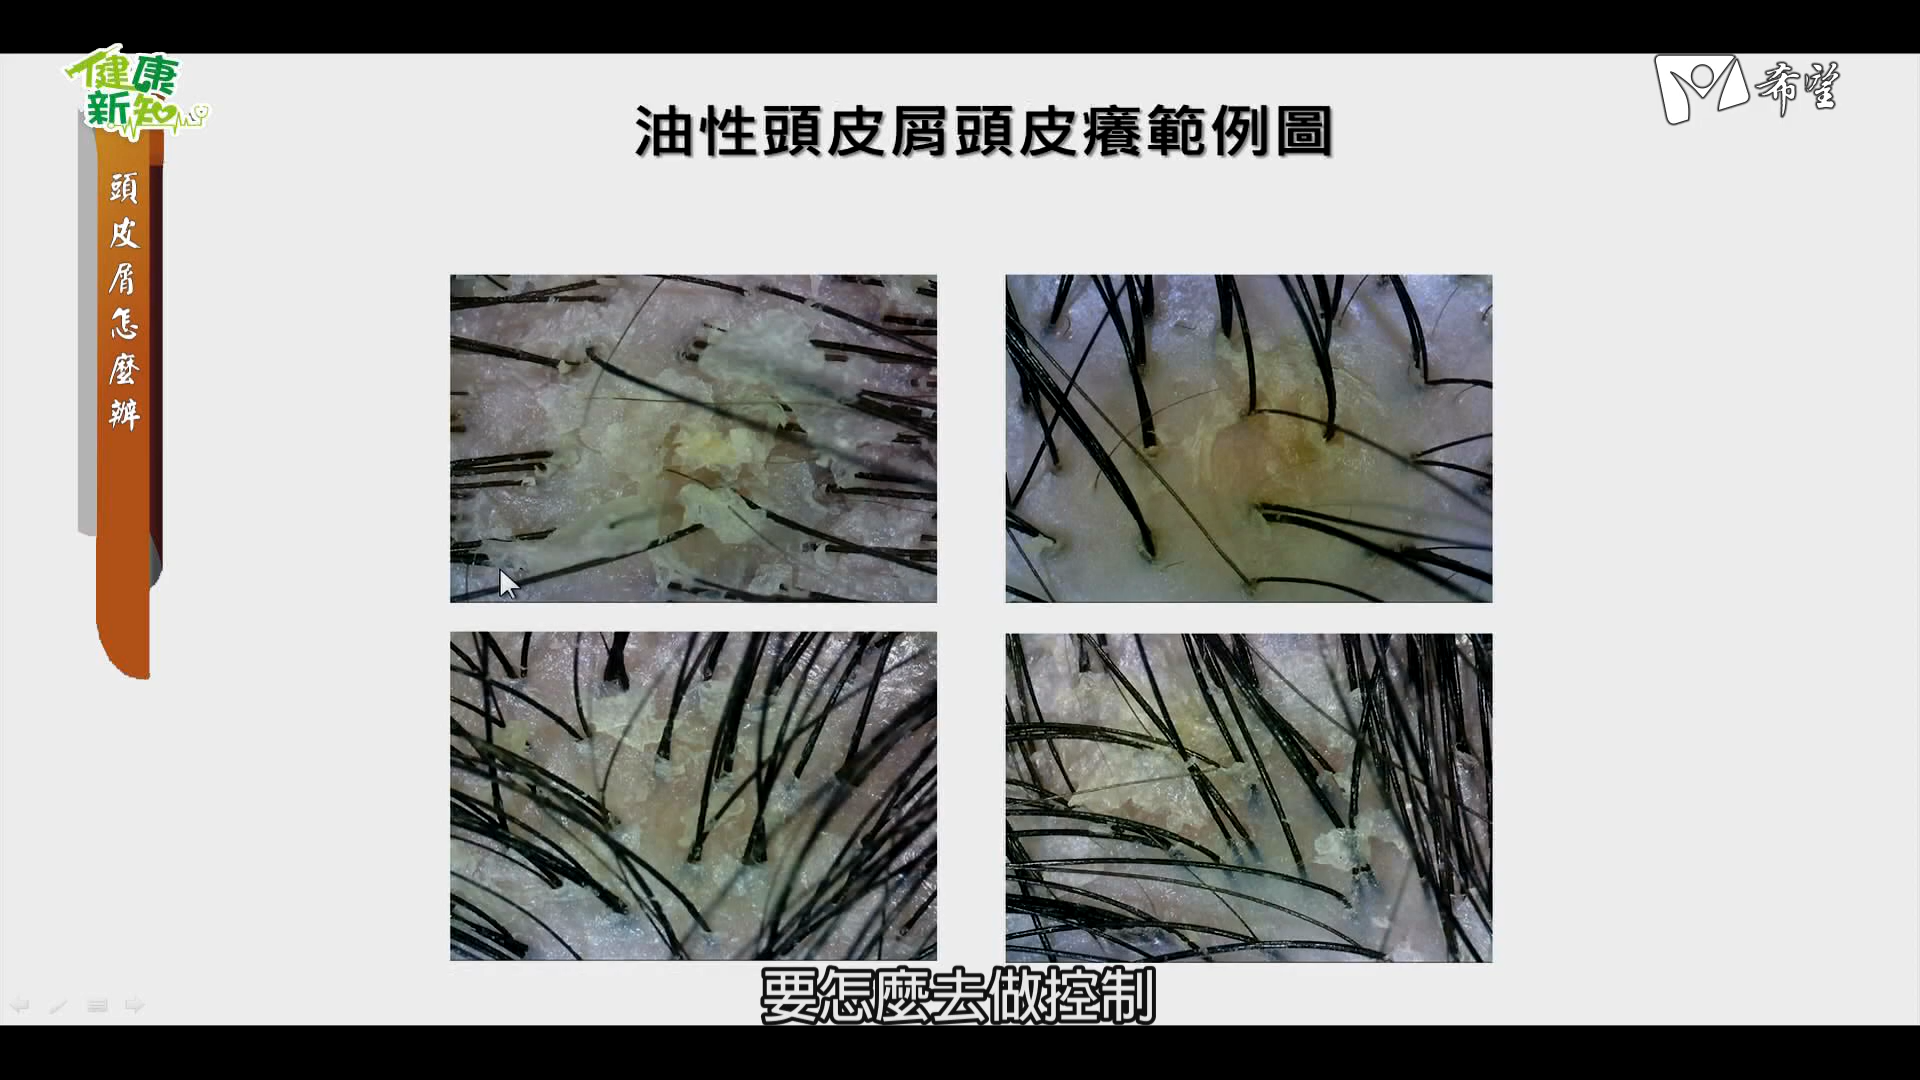 健康
新知
希望
油性頭皮屑頭皮癢範例圖
頭皮屑怎麼辦
要怎麼去做控制